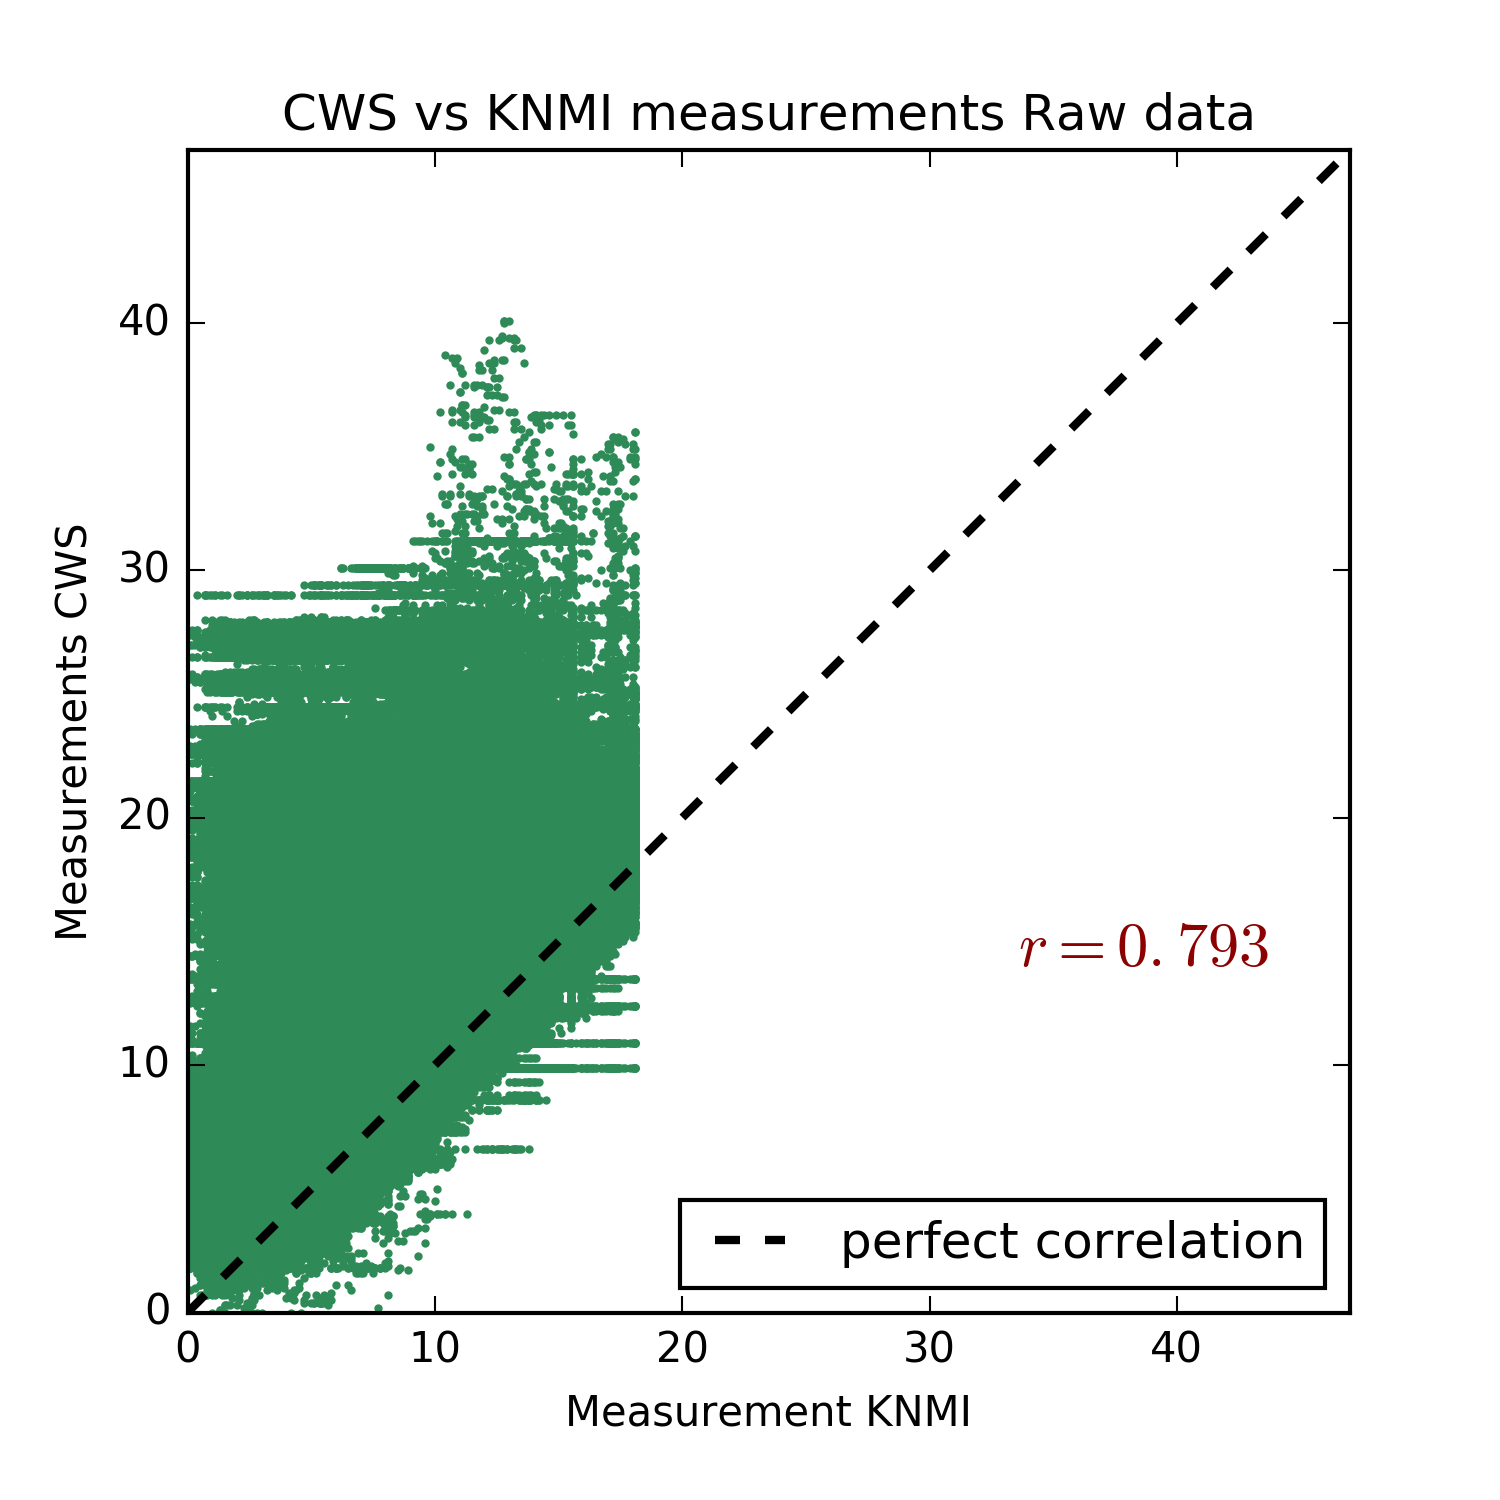 CWS vs KNMI measurements Raw data
Measurements CWS
40
30
20
10
0
r = 0.793
perfect correlation
0 10 20 30 40
Measurement KNMI